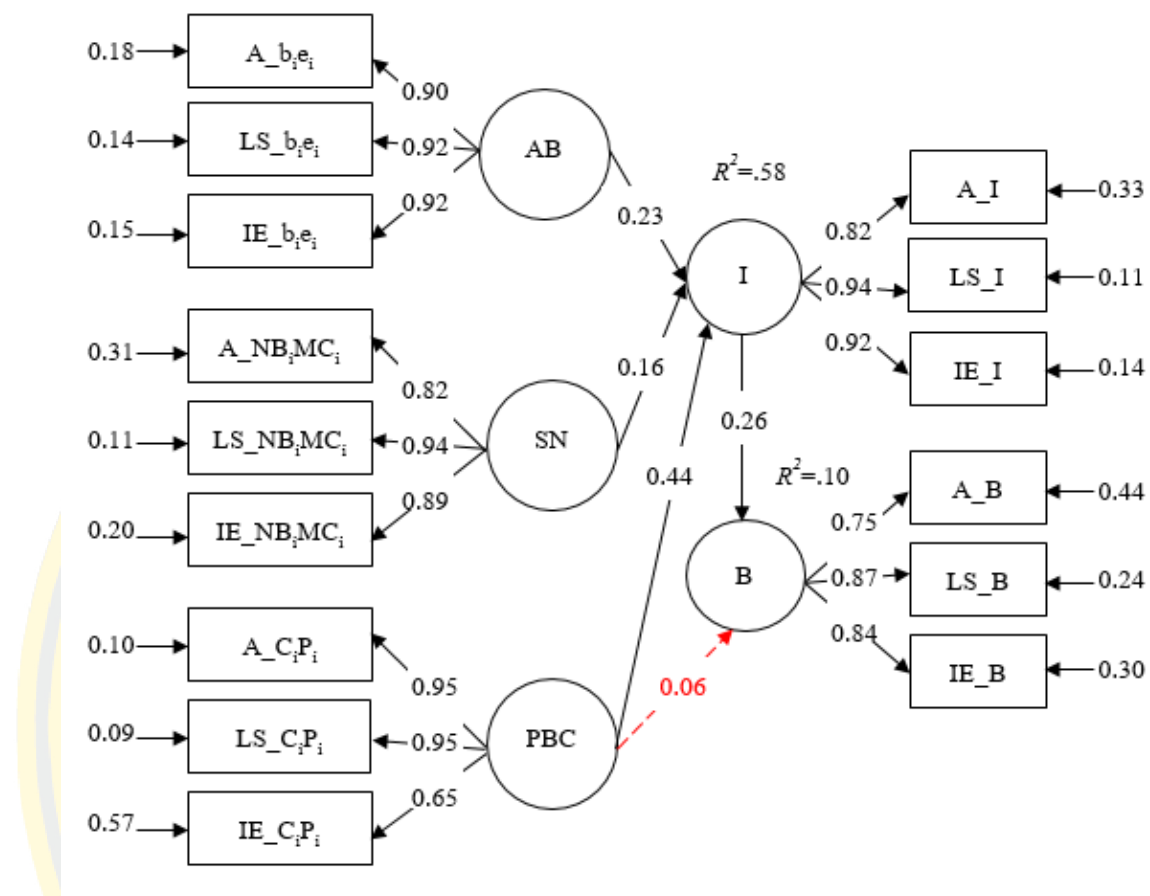 0.18
A_bᵢeᵢ
0.90
0.14
LS_bᵢeᵢ
0.92
0.15
IE_bᵢeᵢ
0.92
AB
0.23
0.31
A_NBᵢMCᵢ
0.82
0.11
LS_NBᵢMCᵢ
0.94
0.20
IE_NBᵢMCᵢ
0.89
SN
0.16
0.10
A_CᵢPᵢ
0.95
0.09
LS_CᵢPᵢ
0.95
0.57
IE_CᵢPᵢ
0.65
PBC
0.44
0.06
R²=.58
I
0.26
R²=.10
B
0.82
A_I
0.33
0.94
LS_I
0.11
0.92
IE_I
0.14
0.75
A_B
0.44
0.87
LS_B
0.24
0.84
IE_B
0.30